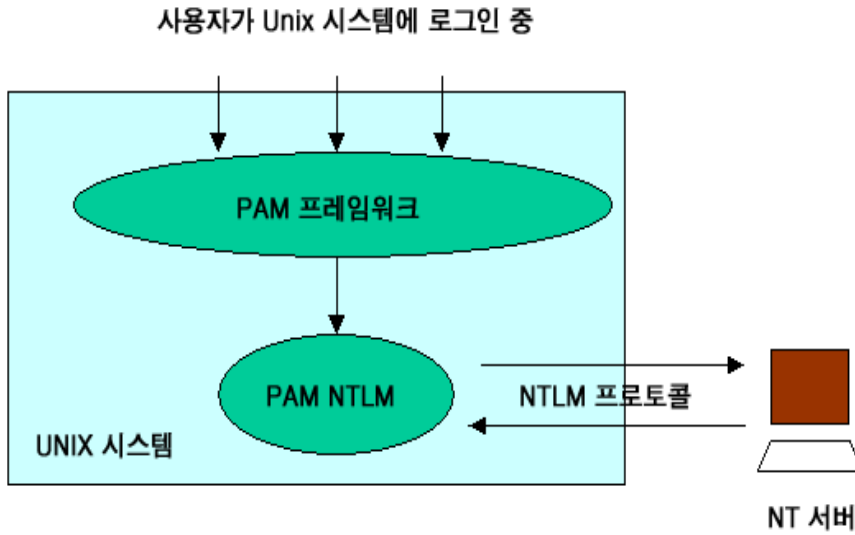 사용자가 Unix 시스템에 로그인 중
PAM 프레임워크
PAM NTLM
NTLM 프로토콜
UNIX 시스템
NT 서버